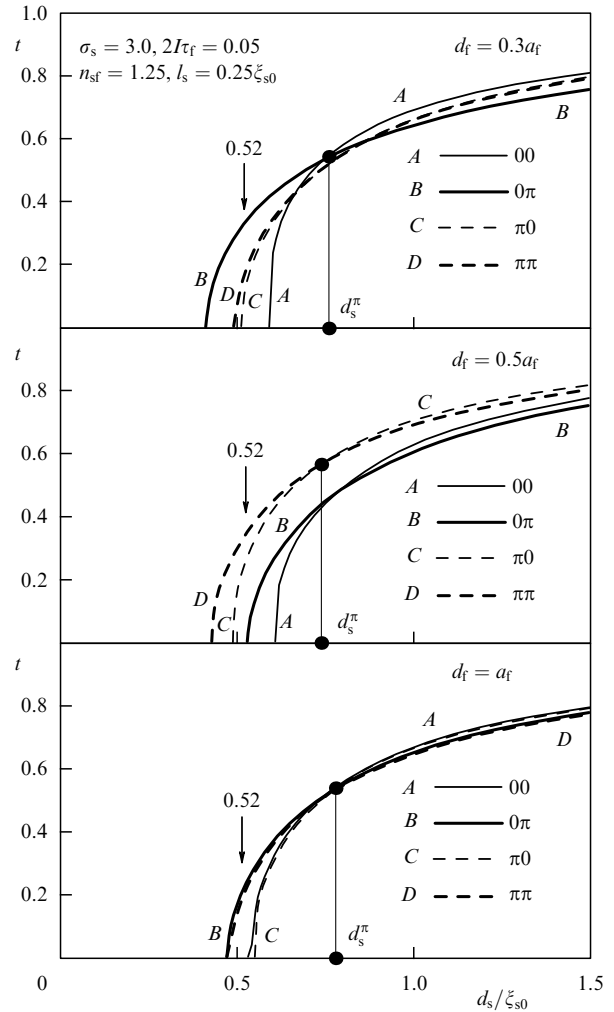 1.0
t
σs = 3.0, 2Iτf = 0.05
df = 0.3af
nsf = 1.25, ls = 0.25ξs0
0.8
A
B
0.6
0.52
A 00
B 0π
0.4
C π0
D ππ
0.2
B
D
C
A
dsπ
t
df = 0.5af
0.8
C
B
0.6
0.52
A 00
B 0π
0.4
B
C π0
D ππ
0.2
D
C
A
dsπ
t
df = af
0.8
A
D
0.6
0.52
A 00
B 0π
0.4
C π0
D ππ
0.2
B
C
dsπ
0 0.5 1.0 1.5
ds/ξs0